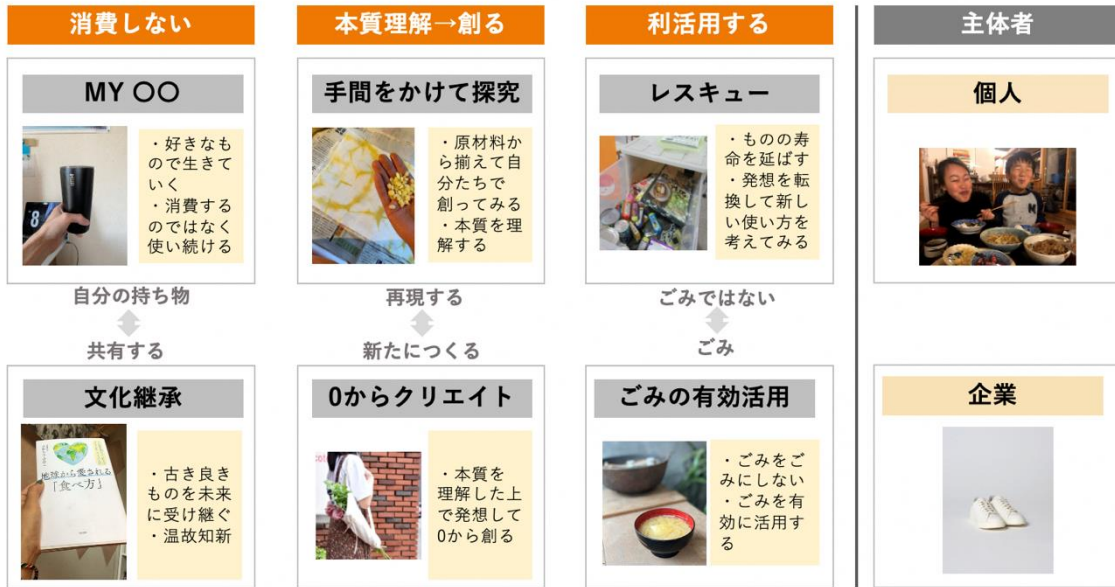 消費しない
本質理解→創る
利活用する
主体者
MY 〇〇
・好きなも
ので生きて
いく
・消費する
のではなく
使い続ける
手間をかけて探究
・原材料か
ら揃えて自
分たちで
創ってみる
・本質を理
解する
レスキュー
・ものの寿
命を延ばす
・発想を転
換して新し
い使い方を
考えてみる
個人
自分の持ち物
共有する
再現する
新たにつくる
ごみではない
ごみ
文化継承
地球から愛される
「食べ方」
・古き良き
ものを未来
に受け継ぐ
・温故知新
0からクリエイト
・本質を
理解した上
で発想して
0から創る
ごみの有効活用
・ごみをご
みにしない
・ごみを有
効に活用す
る
企業